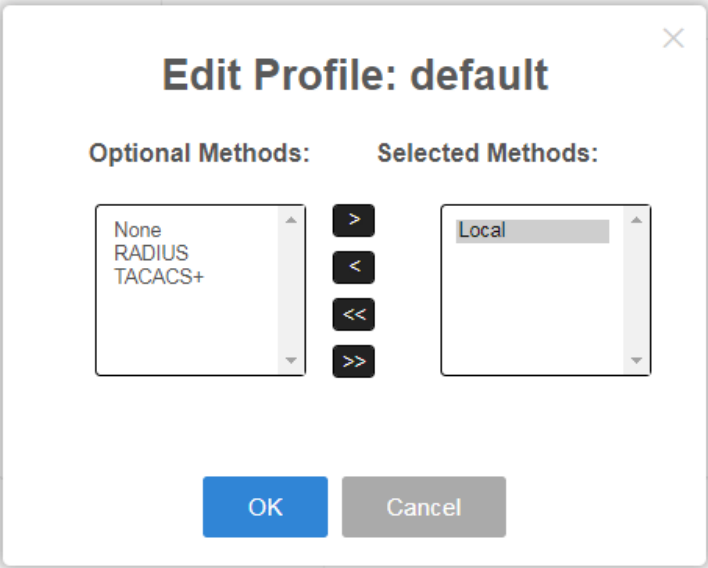 Edit Profile: default
Optional Methods: Selected Methods:
None
RADIUS
TACACS+
>
<
<<
>>
Local
OK Cancel